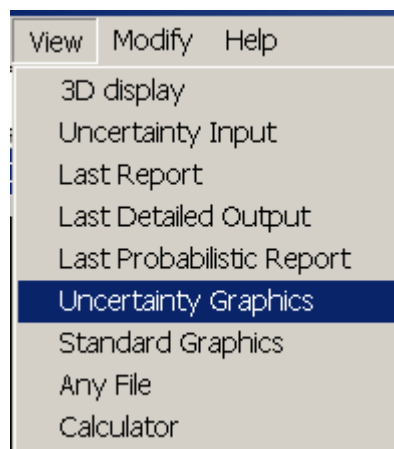 View Modify Help
3D display
Uncertainty Input
Last Report
Last Detailed Output
Last Probabilistic Report
Uncertainty Graphics
Standard Graphics
Any File
Calculator